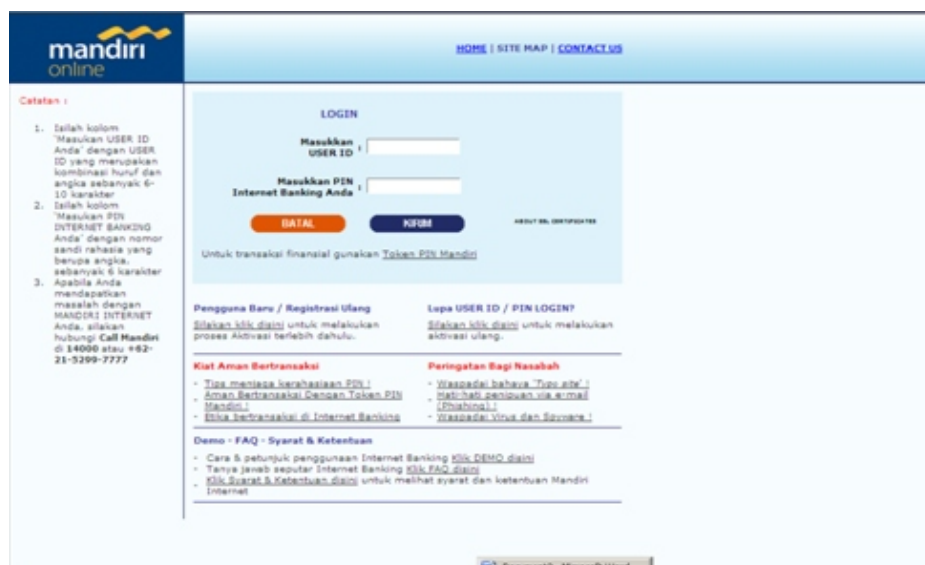 mandiri
online
HOME | SITE MAP | CONTACT US
Catatan :
1. Isilah kolom
'Masukan USER ID
Anda' dengan USER
ID yang merupakan
kombinasi huruf dan
angka sebanyak 6-
10 karakter
2. Isilah kolom
'Masukan PIN
INTERNET BANKING
Anda' dengan nomor
sandi rahasia yang
berupa angka,
sebanyak 6 karakter
3. Apabila Anda
mendapatkan
masalah dengan
MANDIRI INTERNET
Anda, silakan
hubungi Call Mandiri
di 14000 atau +62-
21-5299-7777
LOGIN
Masukkan
USER ID :
Masukkan PIN
Internet Banking Anda :
BATAL KIRIM
ABOUT SSL CERTIFICATES
Untuk transaksi finansial gunakan Token PIN Mandiri
Pengguna Baru / Registrasi Ulang
Silakan klik disini untuk melakukan
proses Aktivasi terlebih dahulu.
Lupa USER ID / PIN LOGIN?
Silakan klik disini untuk melakukan
aktivasi ulang.
Kiat Aman Bertransaksi
- Tips menjaga kerahasiaan PIN !
- Aman Bertransaksi Dengan Token PIN
Mandiri !
- Etika bertransaksi di Internet Banking
Peringatan Bagi Nasabah
- Waspadai bahaya 'Typo site' !
- Hati-hati penipuan via e-mail
(Phishing) !
- Waspadai Virus dan Spyware !
Demo - FAQ - Syarat & Ketentuan
- Cara & petunjuk penggunaan Internet Banking Klik DEMO disini
- Tanya jawab seputar Internet Banking Klik FAQ disini
- Klik Syarat & Ketentuan disini untuk melihat syarat dan ketentuan Mandiri
Internet